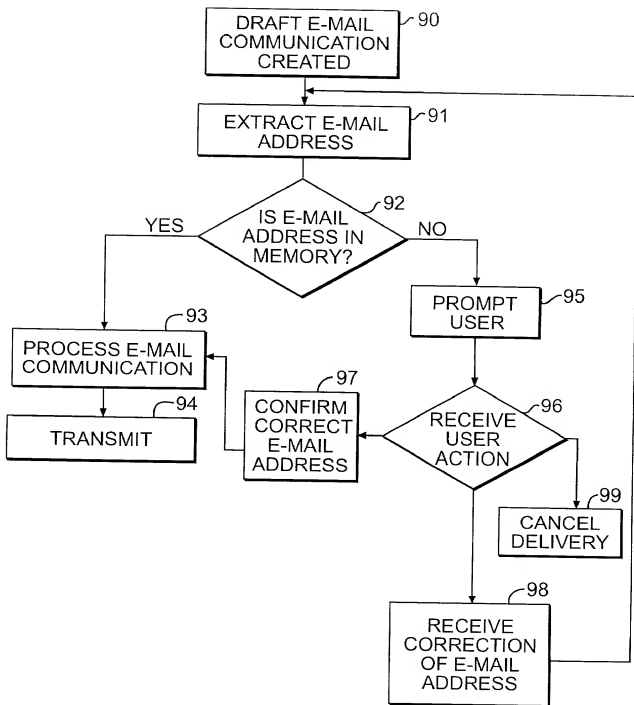 DRAFT E-MAIL
COMMUNICATION
CREATED
90
EXTRACT E-MAIL
ADDRESS
91
IS E-MAIL
ADDRESS IN
MEMORY?
92
YES
NO
PROCESS E-MAIL
COMMUNICATION
93
TRANSMIT
94
PROMPT
USER
95
RECEIVE
USER
ACTION
96
CONFIRM
CORRECT
E-MAIL
ADDRESS
97
CANCEL
DELIVERY
99
RECEIVE
CORRECTION
OF E-MAIL
ADDRESS
98